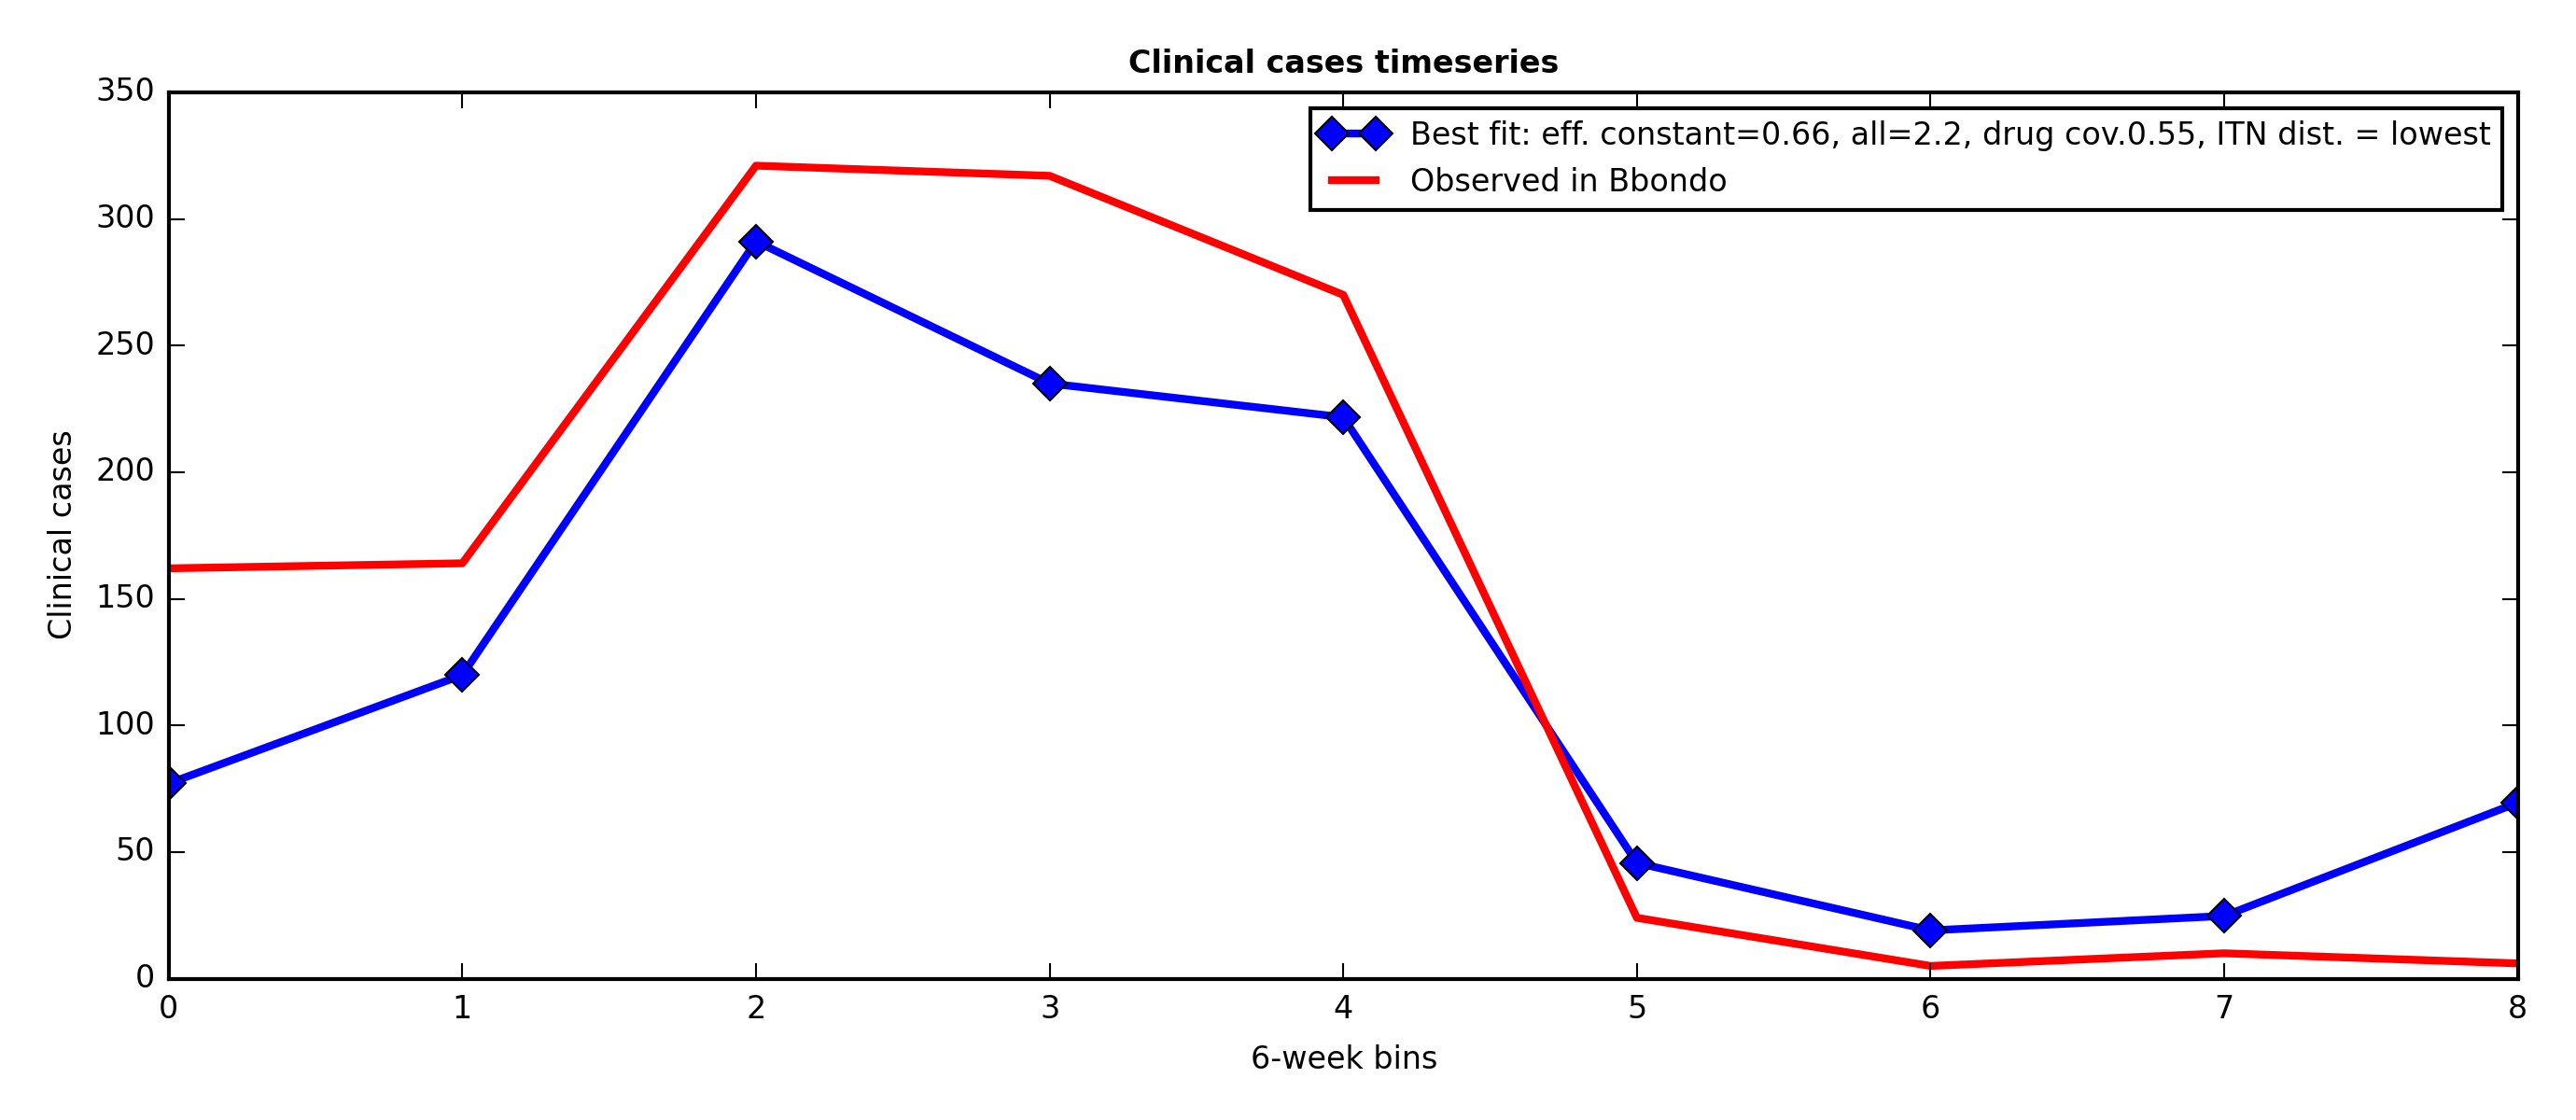 Clinical cases timeseries
350
300
250
200
150
100
50
0
Clinical cases
Best fit: eff. constant=0.66, all=2.2, drug cov.0.55, ITN dist. = lowest
Observed in Bbondo
0 1 2 3 4 5 6 7 8
6-week bins